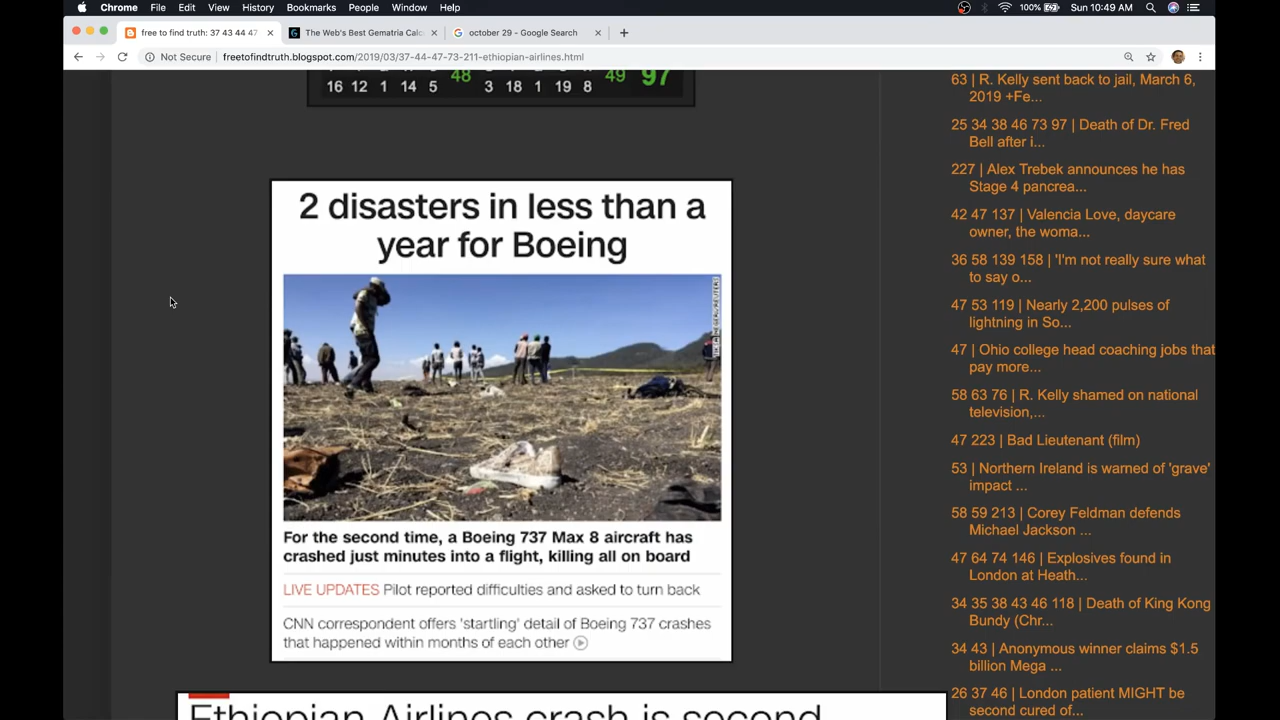 Chrome File Edit View History Bookmarks People Window Help 100% Sun 10:49 AM
free to find truth: 37 43 44 47 The Web's Best Gematria Calc october 29 - Google Search
Not Secure freetofindtruth.blogspot.com/2019/03/37-44-47-73-211-ethiopian-airlines.html
48 49 97
16 12 1 14 5 3 18 1 19 8
2 disasters in less than a
year for Boeing
For the second time, a Boeing 737 Max 8 aircraft has
crashed just minutes into a flight, killing all on board
LIVE UPDATES Pilot reported difficulties and asked to turn back
CNN correspondent offers 'startling' detail of Boeing 737 crashes
that happened within months of each other
Ethiopian Airlines crash is second
63 | R. Kelly sent back to jail, March 6,
2019 +Fe...
25 34 38 46 73 97 | Death of Dr. Fred
Bell after i...
227 | Alex Trebek announces he has
Stage 4 pancrea...
42 47 137 | Valencia Love, daycare
owner, the woma...
36 58 139 158 | 'I'm not really sure what
to say o...
47 53 119 | Nearly 2,200 pulses of
lightning in So...
47 | Ohio college head coaching jobs that
pay more...
58 63 76 | R. Kelly shamed on national
television,...
47 223 | Bad Lieutenant (film)
53 | Northern Ireland is warned of 'grave'
impact ...
58 59 213 | Corey Feldman defends
Michael Jackson ...
47 64 74 146 | Explosives found in
London at Heath...
34 35 38 43 46 118 | Death of King Kong
Bundy (Chr...
34 43 | Anonymous winner claims $1.5
billion Mega ...
26 37 46 | London patient MIGHT be
second cured of...